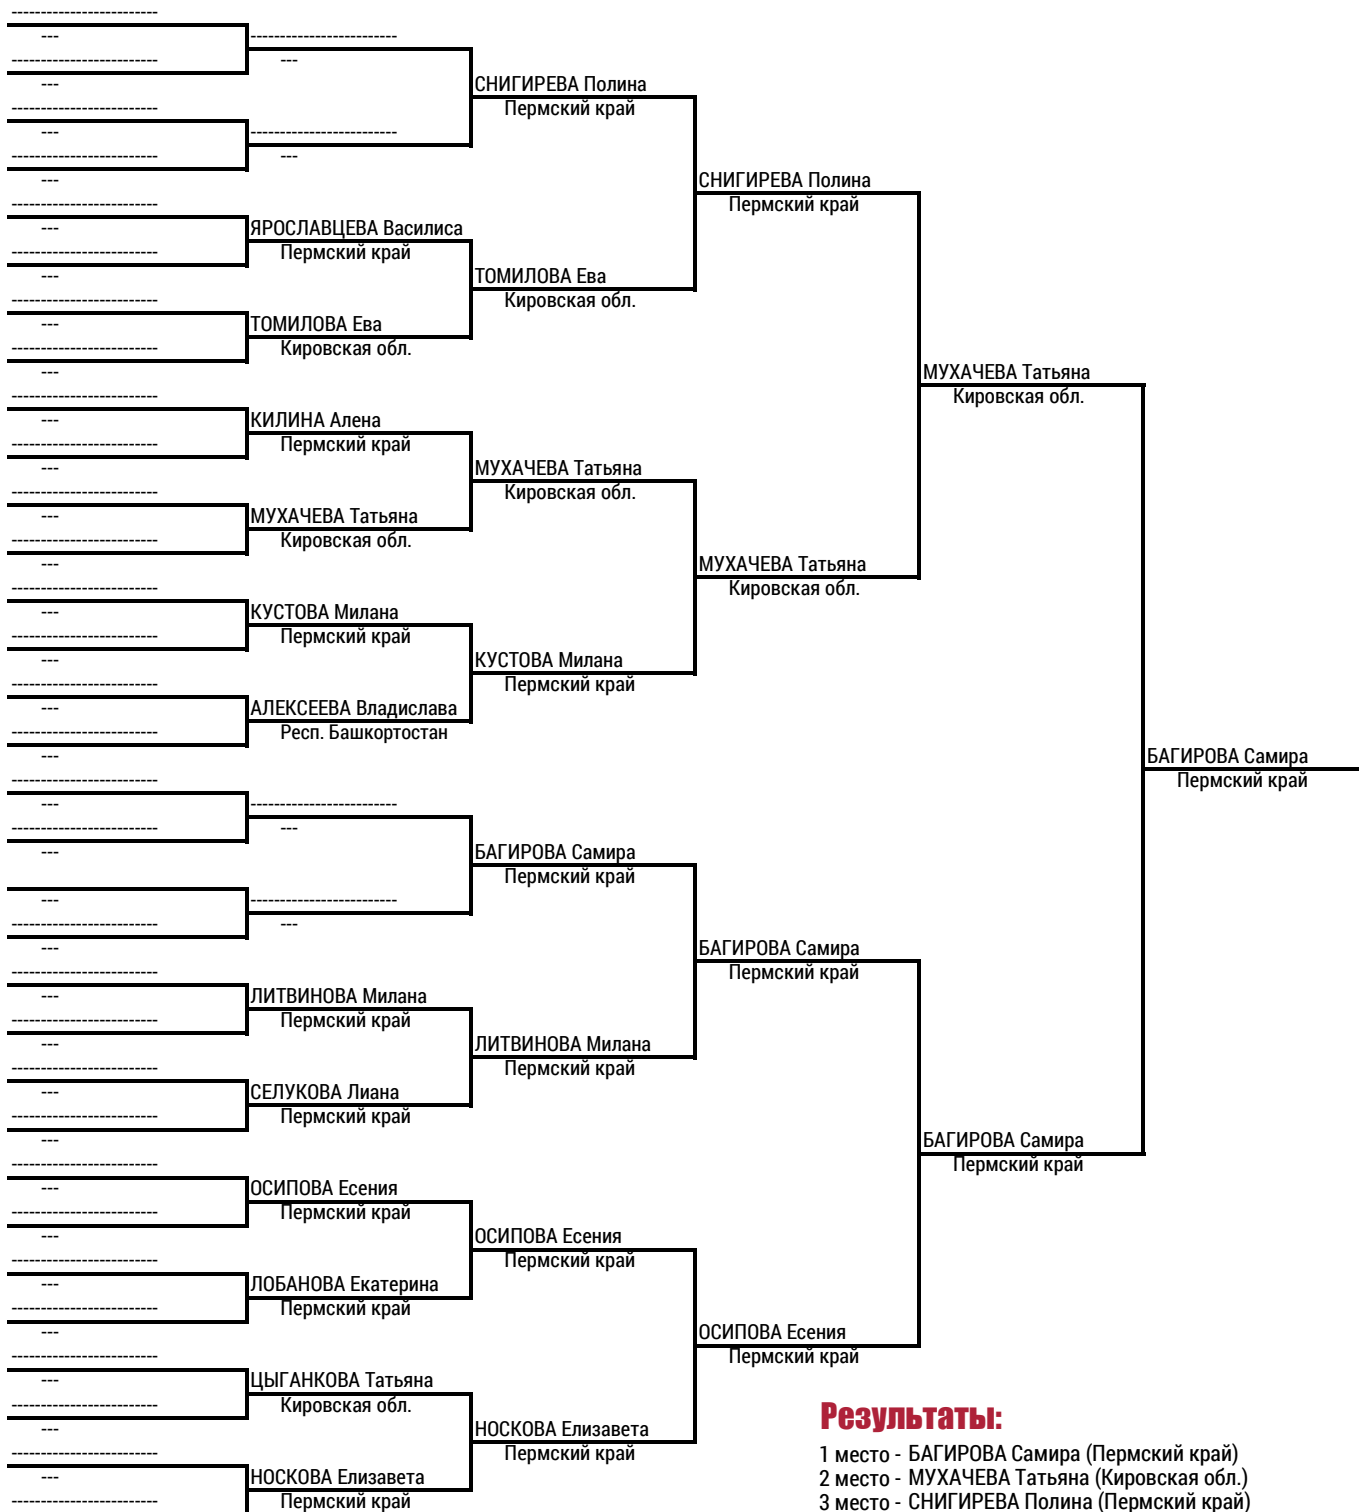 СНИГИРЕВА Полина
Пермский край
СНИГИРЕВА Полина
Пермский край
ЯРОСЛАВЦЕВА Василиса
Пермский край
ТОМИЛОВА Ева
Кировская обл.
ТОМИЛОВА Ева
Кировская обл.
МУХАЧЕВА Татьяна
Кировская обл.
КИЛИНА Алена
Пермский край
МУХАЧЕВА Татьяна
Кировская обл.
МУХАЧЕВА Татьяна
Кировская обл.
МУХАЧЕВА Татьяна
Кировская обл.
КУСТОВА Милана
Пермский край
КУСТОВА Милана
Пермский край
АЛЕКСЕЕВА Владислава
Респ. Башкортостан
БАГИРОВА Самира
Пермский край
БАГИРОВА Самира
Пермский край
БАГИРОВА Самира
Пермский край
ЛИТВИНОВА Милана
Пермский край
ЛИТВИНОВА Милана
Пермский край
СЕЛУКОВА Лиана
Пермский край
БАГИРОВА Самира
Пермский край
ОСИПОВА Есения
Пермский край
ОСИПОВА Есения
Пермский край
ЛОБАНОВА Екатерина
Пермский край
ОСИПОВА Есения
Пермский край
ЦЫГАНКОВА Татьяна
Кировская обл.
НОСКОВА Елизавета
Пермский край
НОСКОВА Елизавета
Пермский край
Результаты:
1 место - БАГИРОВА Самира (Пермский край)
2 место - МУХАЧЕВА Татьяна (Кировская обл.)
3 место - СНИГИРЕВА Полина (Пермский край)